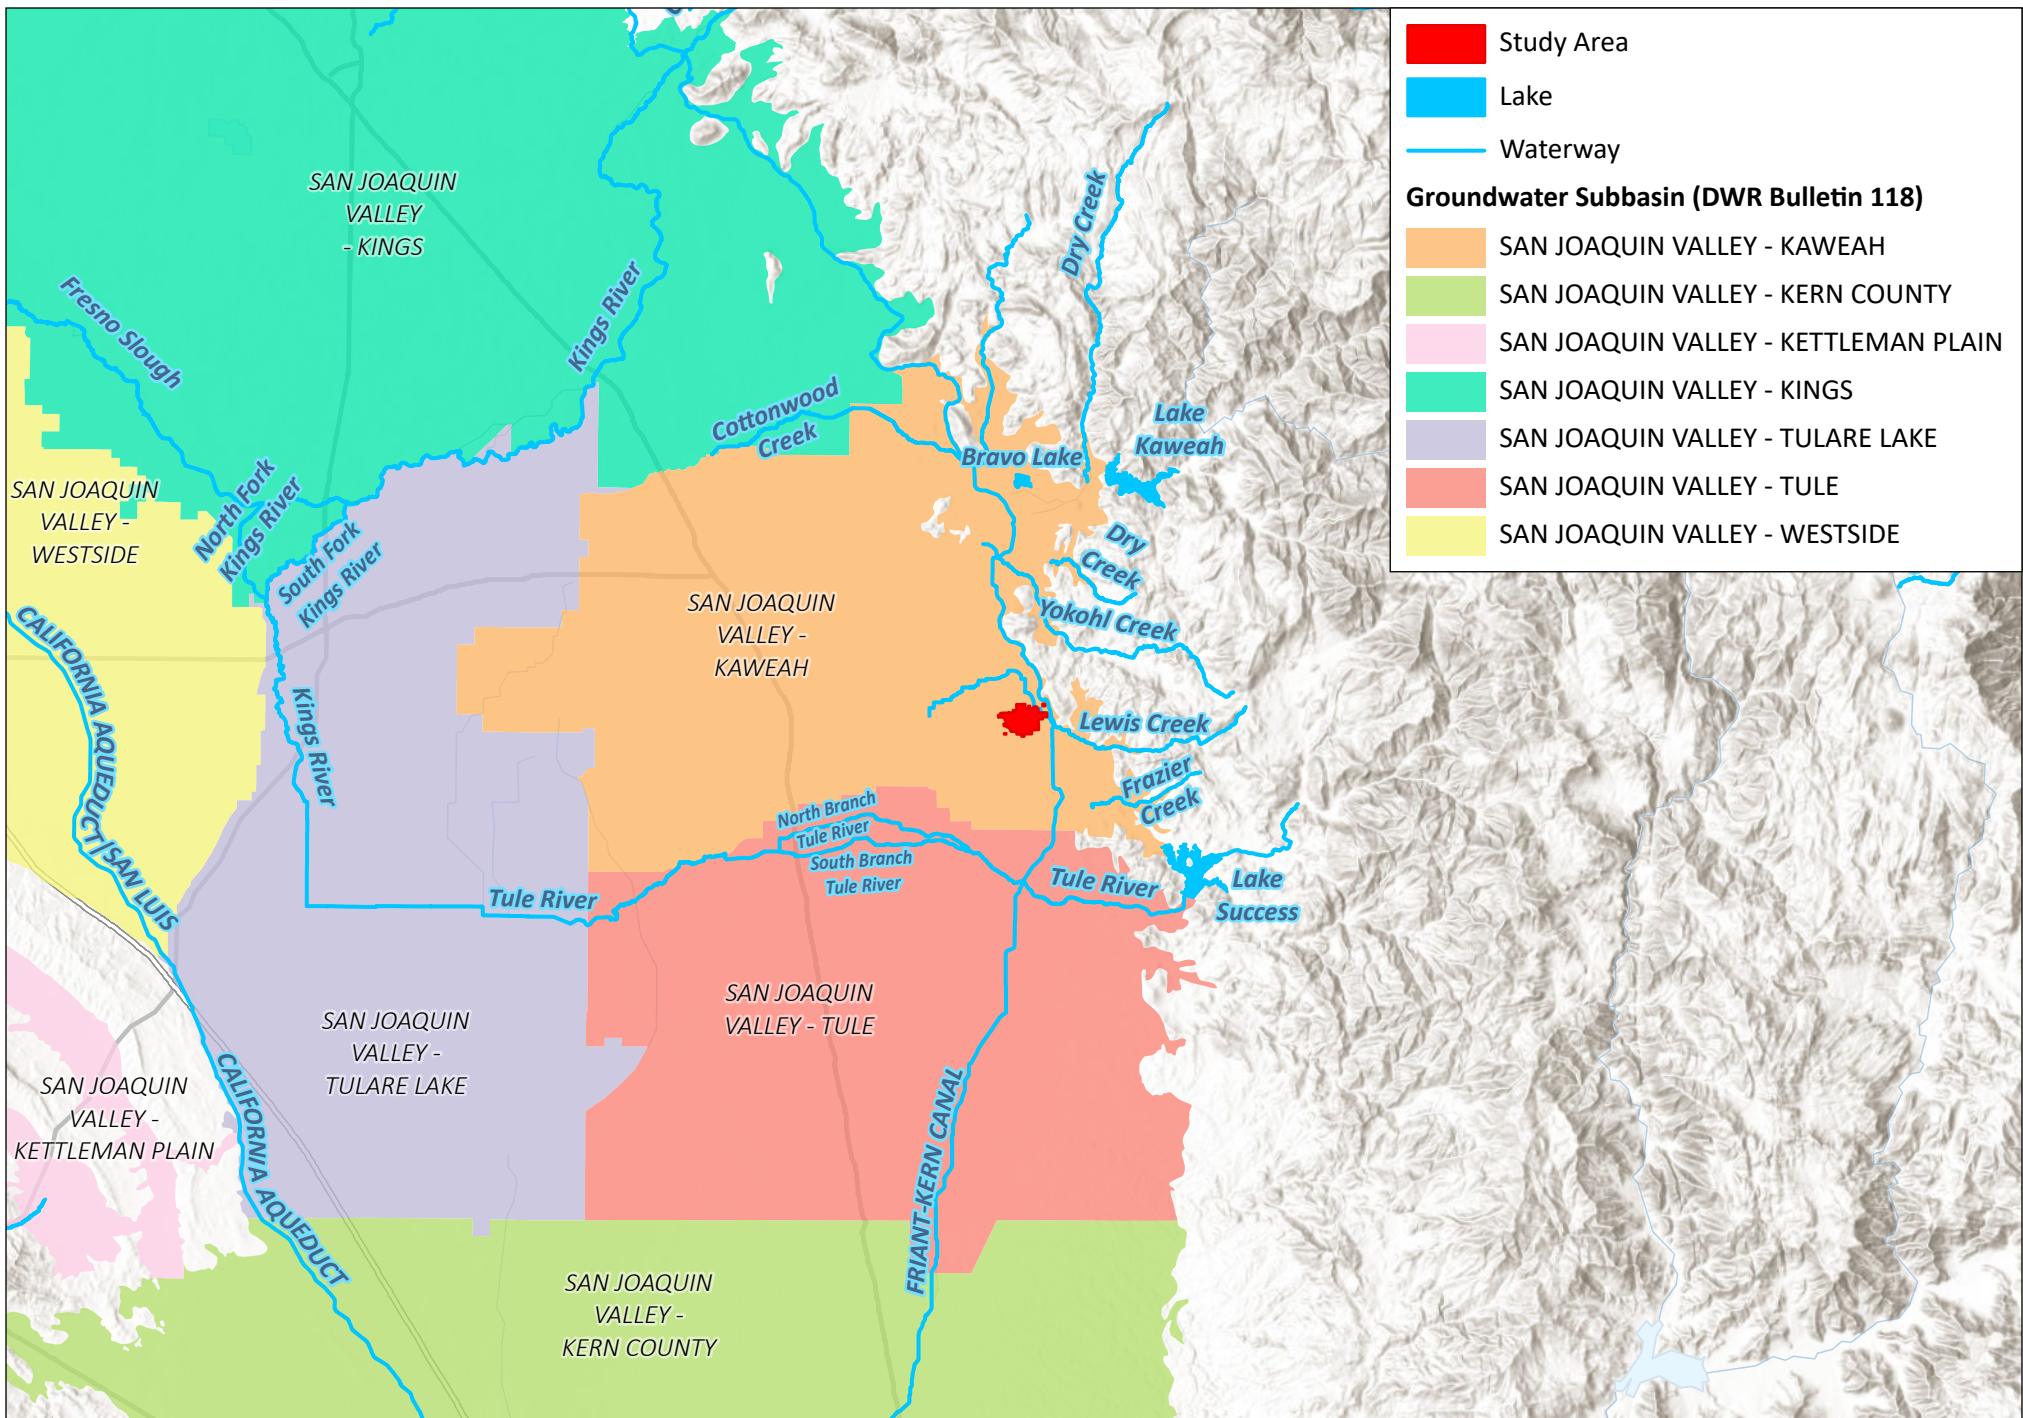 Study Area
Lake
Waterway
Groundwater Subbasin (DWR Bulletin 118)
SAN JOAQUIN VALLEY - KAWEAH
SAN JOAQUIN VALLEY - KERN COUNTY
SAN JOAQUIN VALLEY - KETTLEMAN PLAIN
SAN JOAQUIN VALLEY - KINGS
SAN JOAQUIN VALLEY - TULARE LAKE
SAN JOAQUIN VALLEY - TULE
SAN JOAQUIN VALLEY - WESTSIDE
SAN JOAQUIN
VALLEY
- KINGS
Dry Creek
Fresno Slough
Kings River
Cottonwood
Creek
Lake
Kaweah
Bravo Lake
SAN JOAQUIN
VALLEY -
WESTSIDE
North Fork
Kings River
South Fork
Kings River
Dry
Creek
Yokohl Creek
SAN JOAQUIN
VALLEY -
KAWEAH
CALIFORNIA AQUEDUCT/SAN LUIS
Kings River
Lewis Creek
Frazier
Creek
North Branch
Tule River
South Branch
Tule River
Tule River
Tule River
Lake
Success
SAN JOAQUIN
VALLEY - TULE
SAN JOAQUIN
VALLEY -
TULARE LAKE
SAN JOAQUIN
VALLEY -
KETTLEMAN PLAIN
CALIFORNIA AQUEDUCT
FRIANT-KERN CANAL
SAN JOAQUIN
VALLEY -
KERN COUNTY